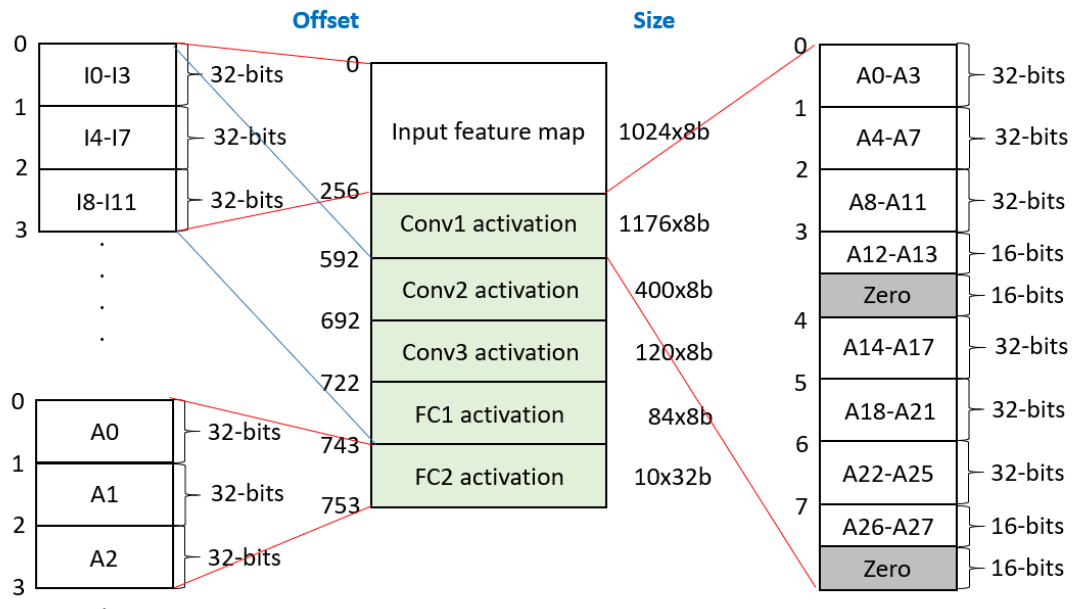 Offset
Size
0
I0-I3
32-bits
1
I4-I7
32-bits
2
I8-I11
32-bits
3
0
A0
32-bits
1
A1
32-bits
2
A2
32-bits
3
0
Input feature map
1024x8b
256
Conv1 activation
1176x8b
592
Conv2 activation
400x8b
692
Conv3 activation
120x8b
722
FC1 activation
84x8b
743
FC2 activation
10x32b
753
0
A0-A3
32-bits
1
A4-A7
32-bits
2
A8-A11
32-bits
3
A12-A13
16-bits
Zero
16-bits
4
A14-A17
32-bits
5
A18-A21
32-bits
6
A22-A25
32-bits
7
A26-A27
16-bits
Zero
16-bits